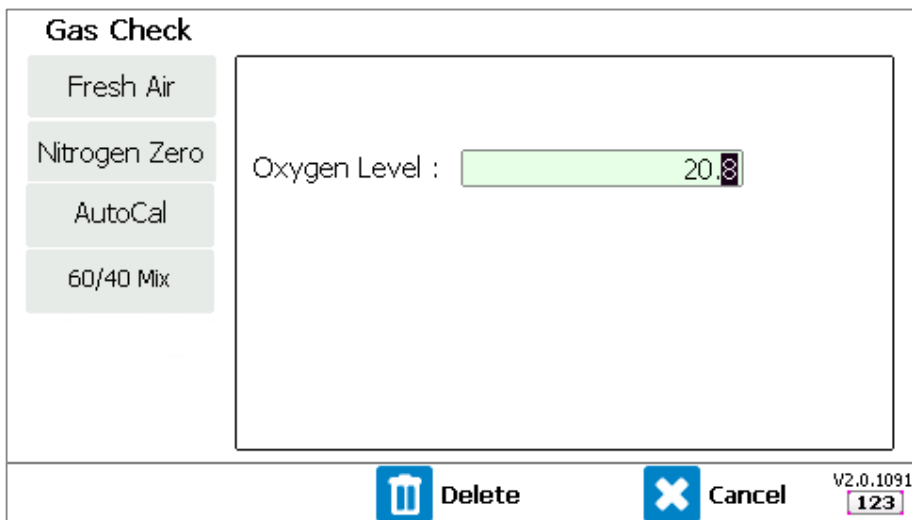 Gas Check
Fresh Air
Nitrogen Zero
AutoCal
60/40 Mix
Oxygen Level : 20.8
Delete
Cancel
V2.0.1091
123